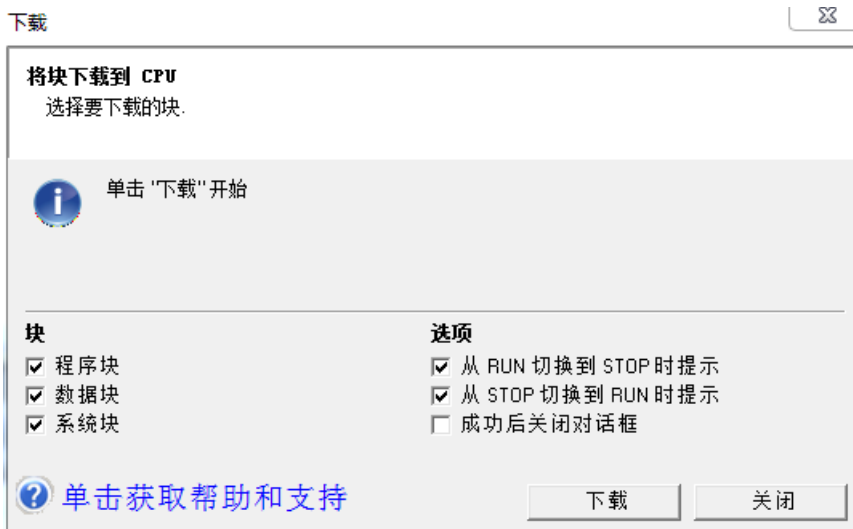 下载
将块下载到 CPU
选择要下载的块.
单击 "下载" 开始
块
程序块
数据块
系统块
选项
从 RUN 切换到 STOP 时提示
从 STOP 切换到 RUN 时提示
成功后关闭对话框
单击获取帮助和支持
下载
关闭